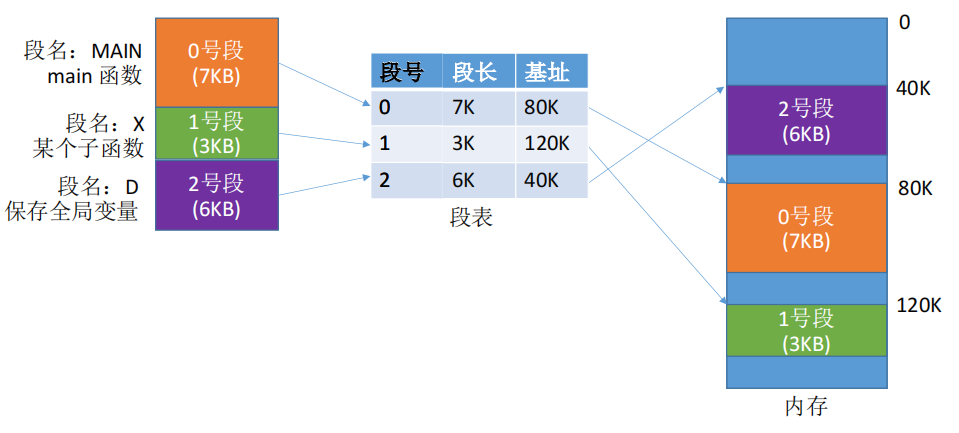 段名：MAIN
main 函数
段名：X
某个子函数
段名：D
保存全局变量
0号段
(7KB)
1号段
(3KB)
2号段
(6KB)
段号 段长 基址
0 7K 80K
1 3K 120K
2 6K 40K
段表
0
40K
2号段
(6KB)
80K
0号段
(7KB)
120K
1号段
(3KB)
内存